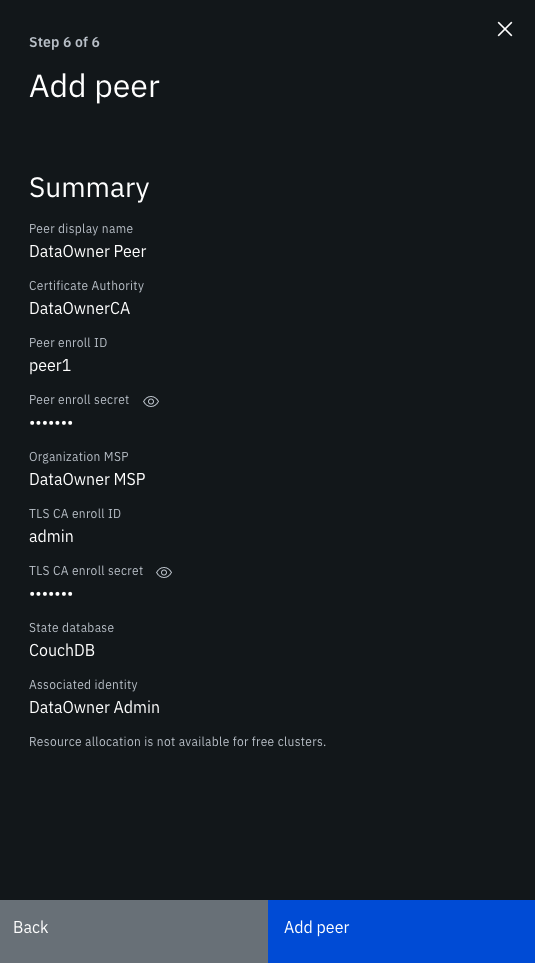 Step 6 of 6
Add peer
Summary
Peer display name
DataOwner Peer
Certificate Authority
DataOwnerCA
Peer enroll ID
peer1
Peer enroll secret
•••••••
Organization MSP
DataOwner MSP
TLS CA enroll ID
admin
TLS CA enroll secret
•••••••
State database
CouchDB
Associated identity
DataOwner Admin
Resource allocation is not available for free clusters.
Back
Add peer